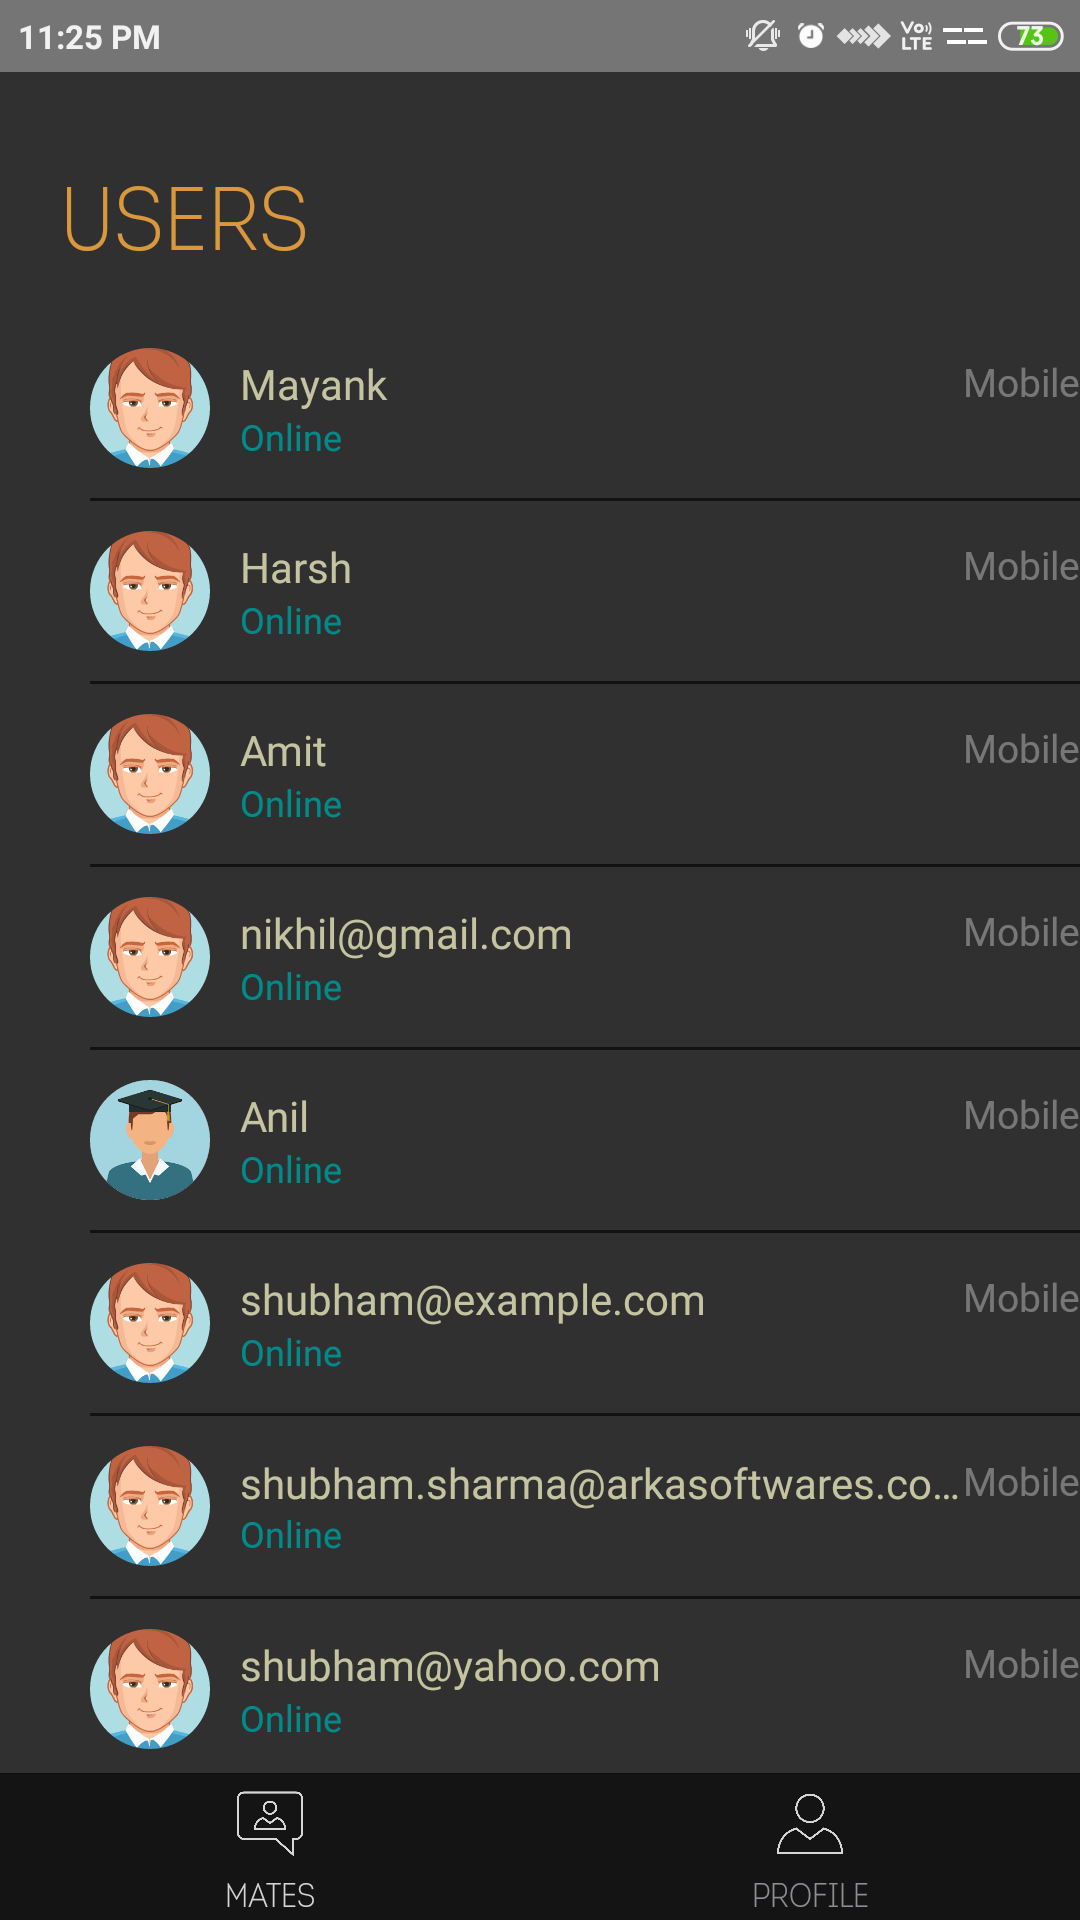 11:25 PM Vo)) LTE 73
USERS
Mayank Mobile
Online
Harsh Mobile
Online
Amit Mobile
Online
nikhil@gmail.com Mobile
Online
Anil Mobile
Online
shubham@example.com Mobile
Online
shubham.sharma@arkasoftwares.co... Mobile
Online
shubham@yahoo.com Mobile
Online
MATES PROFILE